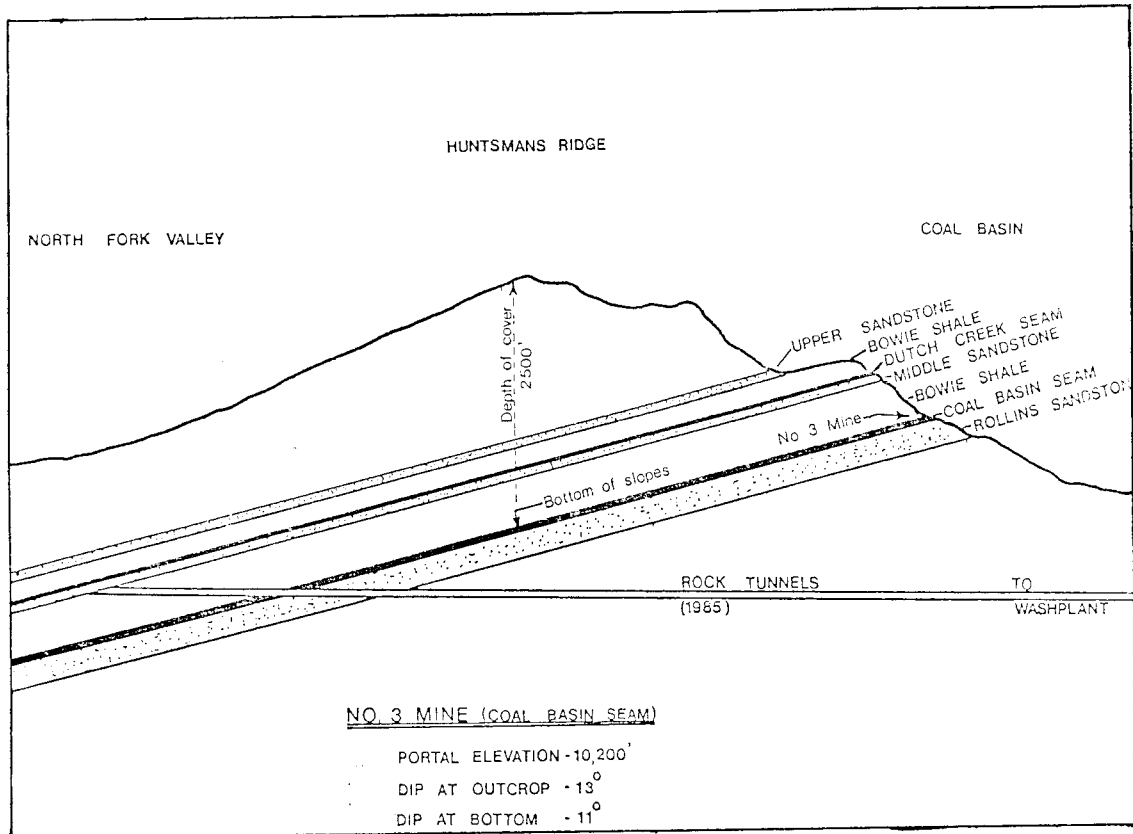 HUNTSMANS RIDGE
NORTH FORK VALLEY
COAL BASIN
Depth of cover
2500'
UPPER SANDSTONE
BOWIE SHALE
DUTCH CREEK SEAM
MIDDLE SANDSTONE
BOWIE SHALE
COAL BASIN SEAM
ROLLINS SANDSTON
No 3 Mine
Bottom of slopes
ROCK TUNNELS
(1985)
TO
WASHPLANT
NO. 3 MINE (COAL BASIN SEAM)
PORTAL ELEVATION - 10,200'
DIP AT OUTCROP - 13°
DIP AT BOTTOM - 11°